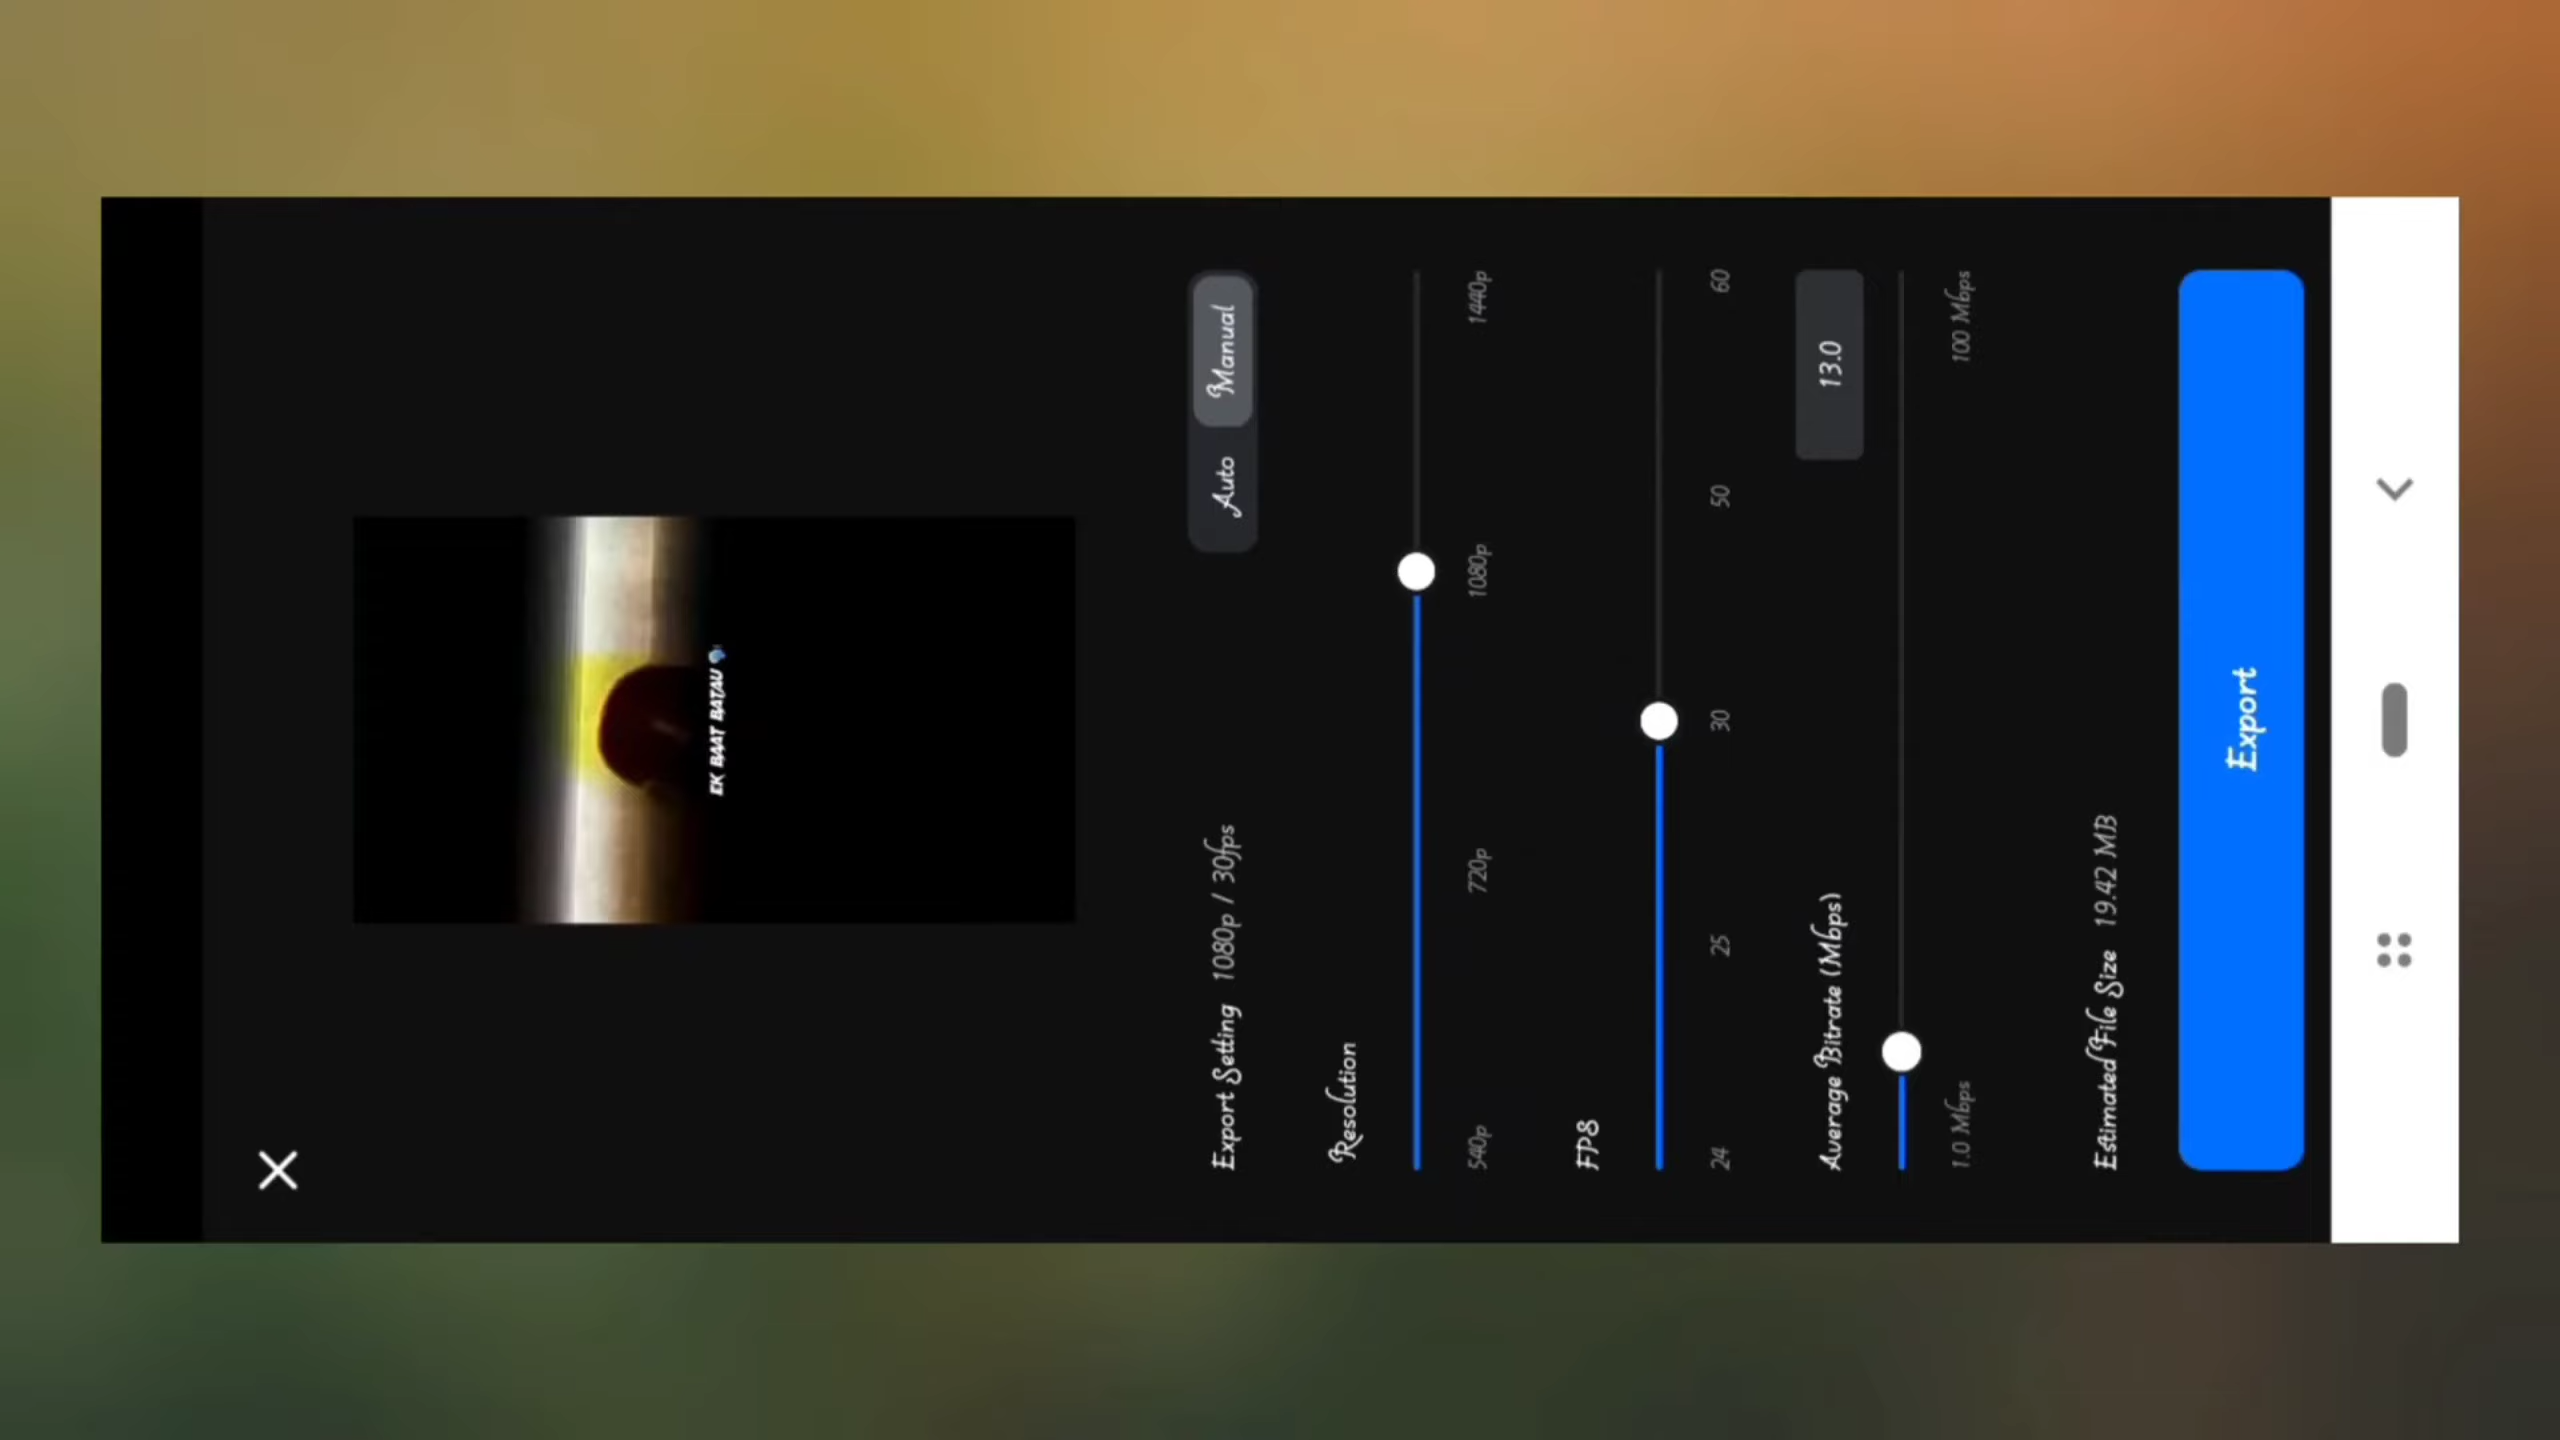 EK BAAT BATAU
Export Setting 1080p / 30fps
Auto Manual
Resolution
540p 720p 1080p 1440p
FPS
24 25 30 50 60
Average Bitrate (Mbps) 13.0
1.0 Mbps 100 Mbps
Estimated File Size 19.42 MB
Export